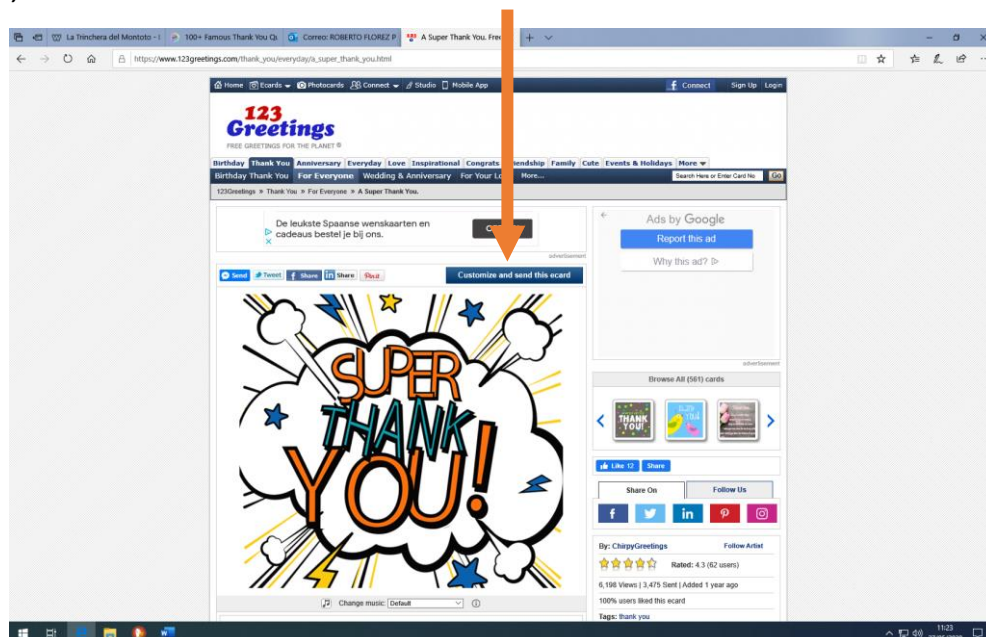 La Trinchera del Montoto - I
100+ Famous Thank You Qu
Correo: ROBERTO FLOREZ P
A Super Thank You. Free
https://www.123greetings.com/thank_you/everyday/a_super_thank_you.html
Home Ecards Photocards Connect Studio Mobile App
Connect Sign Up Login
123
Greetings
FREE GREETINGS FOR THE PLANET ®
Birthday Thank You Anniversary Everyday Love Inspirational Congrats Friendship Family Cute Events & Holidays More
Birthday Thank You For Everyone Wedding & Anniversary For Your Lo More...
Search Here or Enter Card No GO
123Greetings » Thank You » For Everyone » A Super Thank You.
De leukste Spaanse wenskaarten en
cadeaus bestel je bij ons.
advertisement
Ads by Google
Report this ad
Why this ad?
advertisement
Send Tweet Share Share Pin it
Customize and send this ecard
SUPER
THANK
YOU!
Change music: Default
Browse All (561) cards
THANK
YOU!
Like 12 Share
Share On Follow Us
By: ChirpyGreetings Follow Artist
Rated: 4.3 (62 users)
6,198 Views | 3,475 Sent | Added 1 year ago
100% users liked this ecard
Tags: thank you
11:23